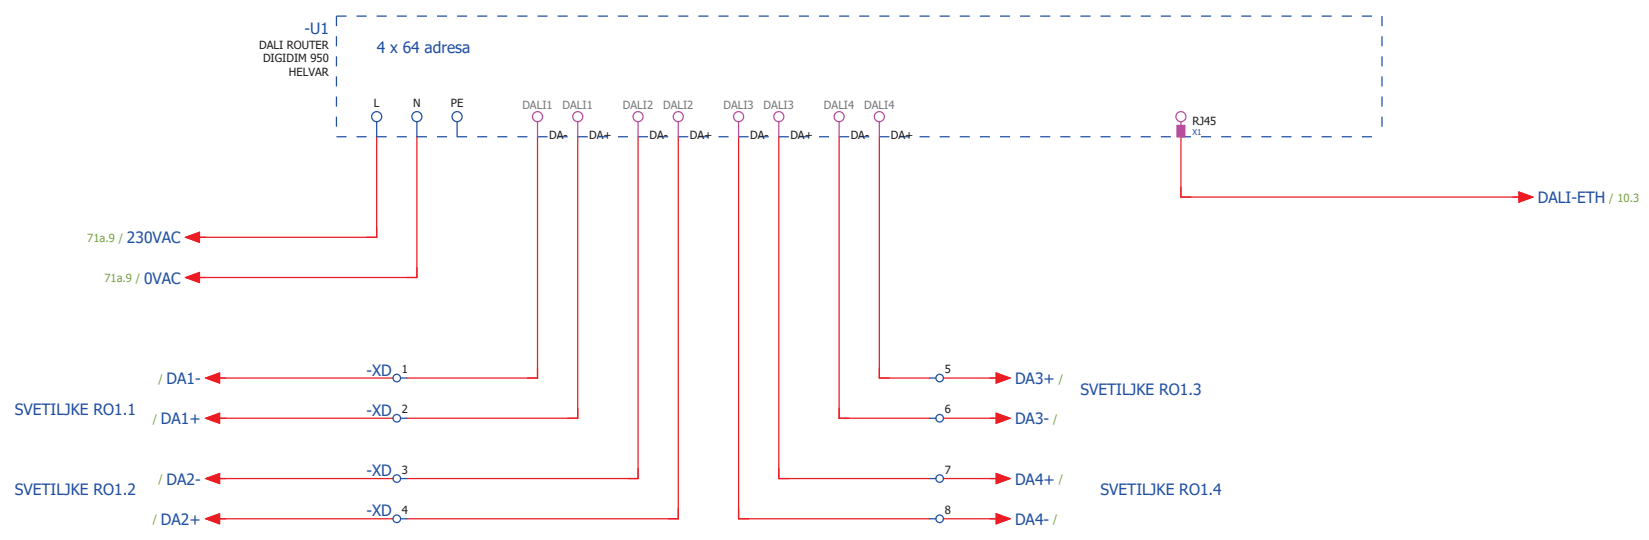 -U1
DALI ROUTER
DIGIDIM 950
HELVAR
4 x 64 adresa
L N PE DALI1 DALI1 DALI2 DALI2 DALI3 DALI3 DALI4 DALI4
RJ45
X1
DA- DA+ DA- DA+ DA- DA+ DA- DA+
DALI-ETH / 10.3
71a.9 / 230VAC
71a.9 / 0VAC
/ DA1- -XD 1
SVETILJKE RO1.1
/ DA1+ -XD 2
/ DA2- -XD 3
SVETILJKE RO1.2
/ DA2+ -XD 4
5 DA3+ /
SVETILJKE RO1.3
6 DA3- /
7 DA4+ /
SVETILJKE RO1.4
8 DA4- /